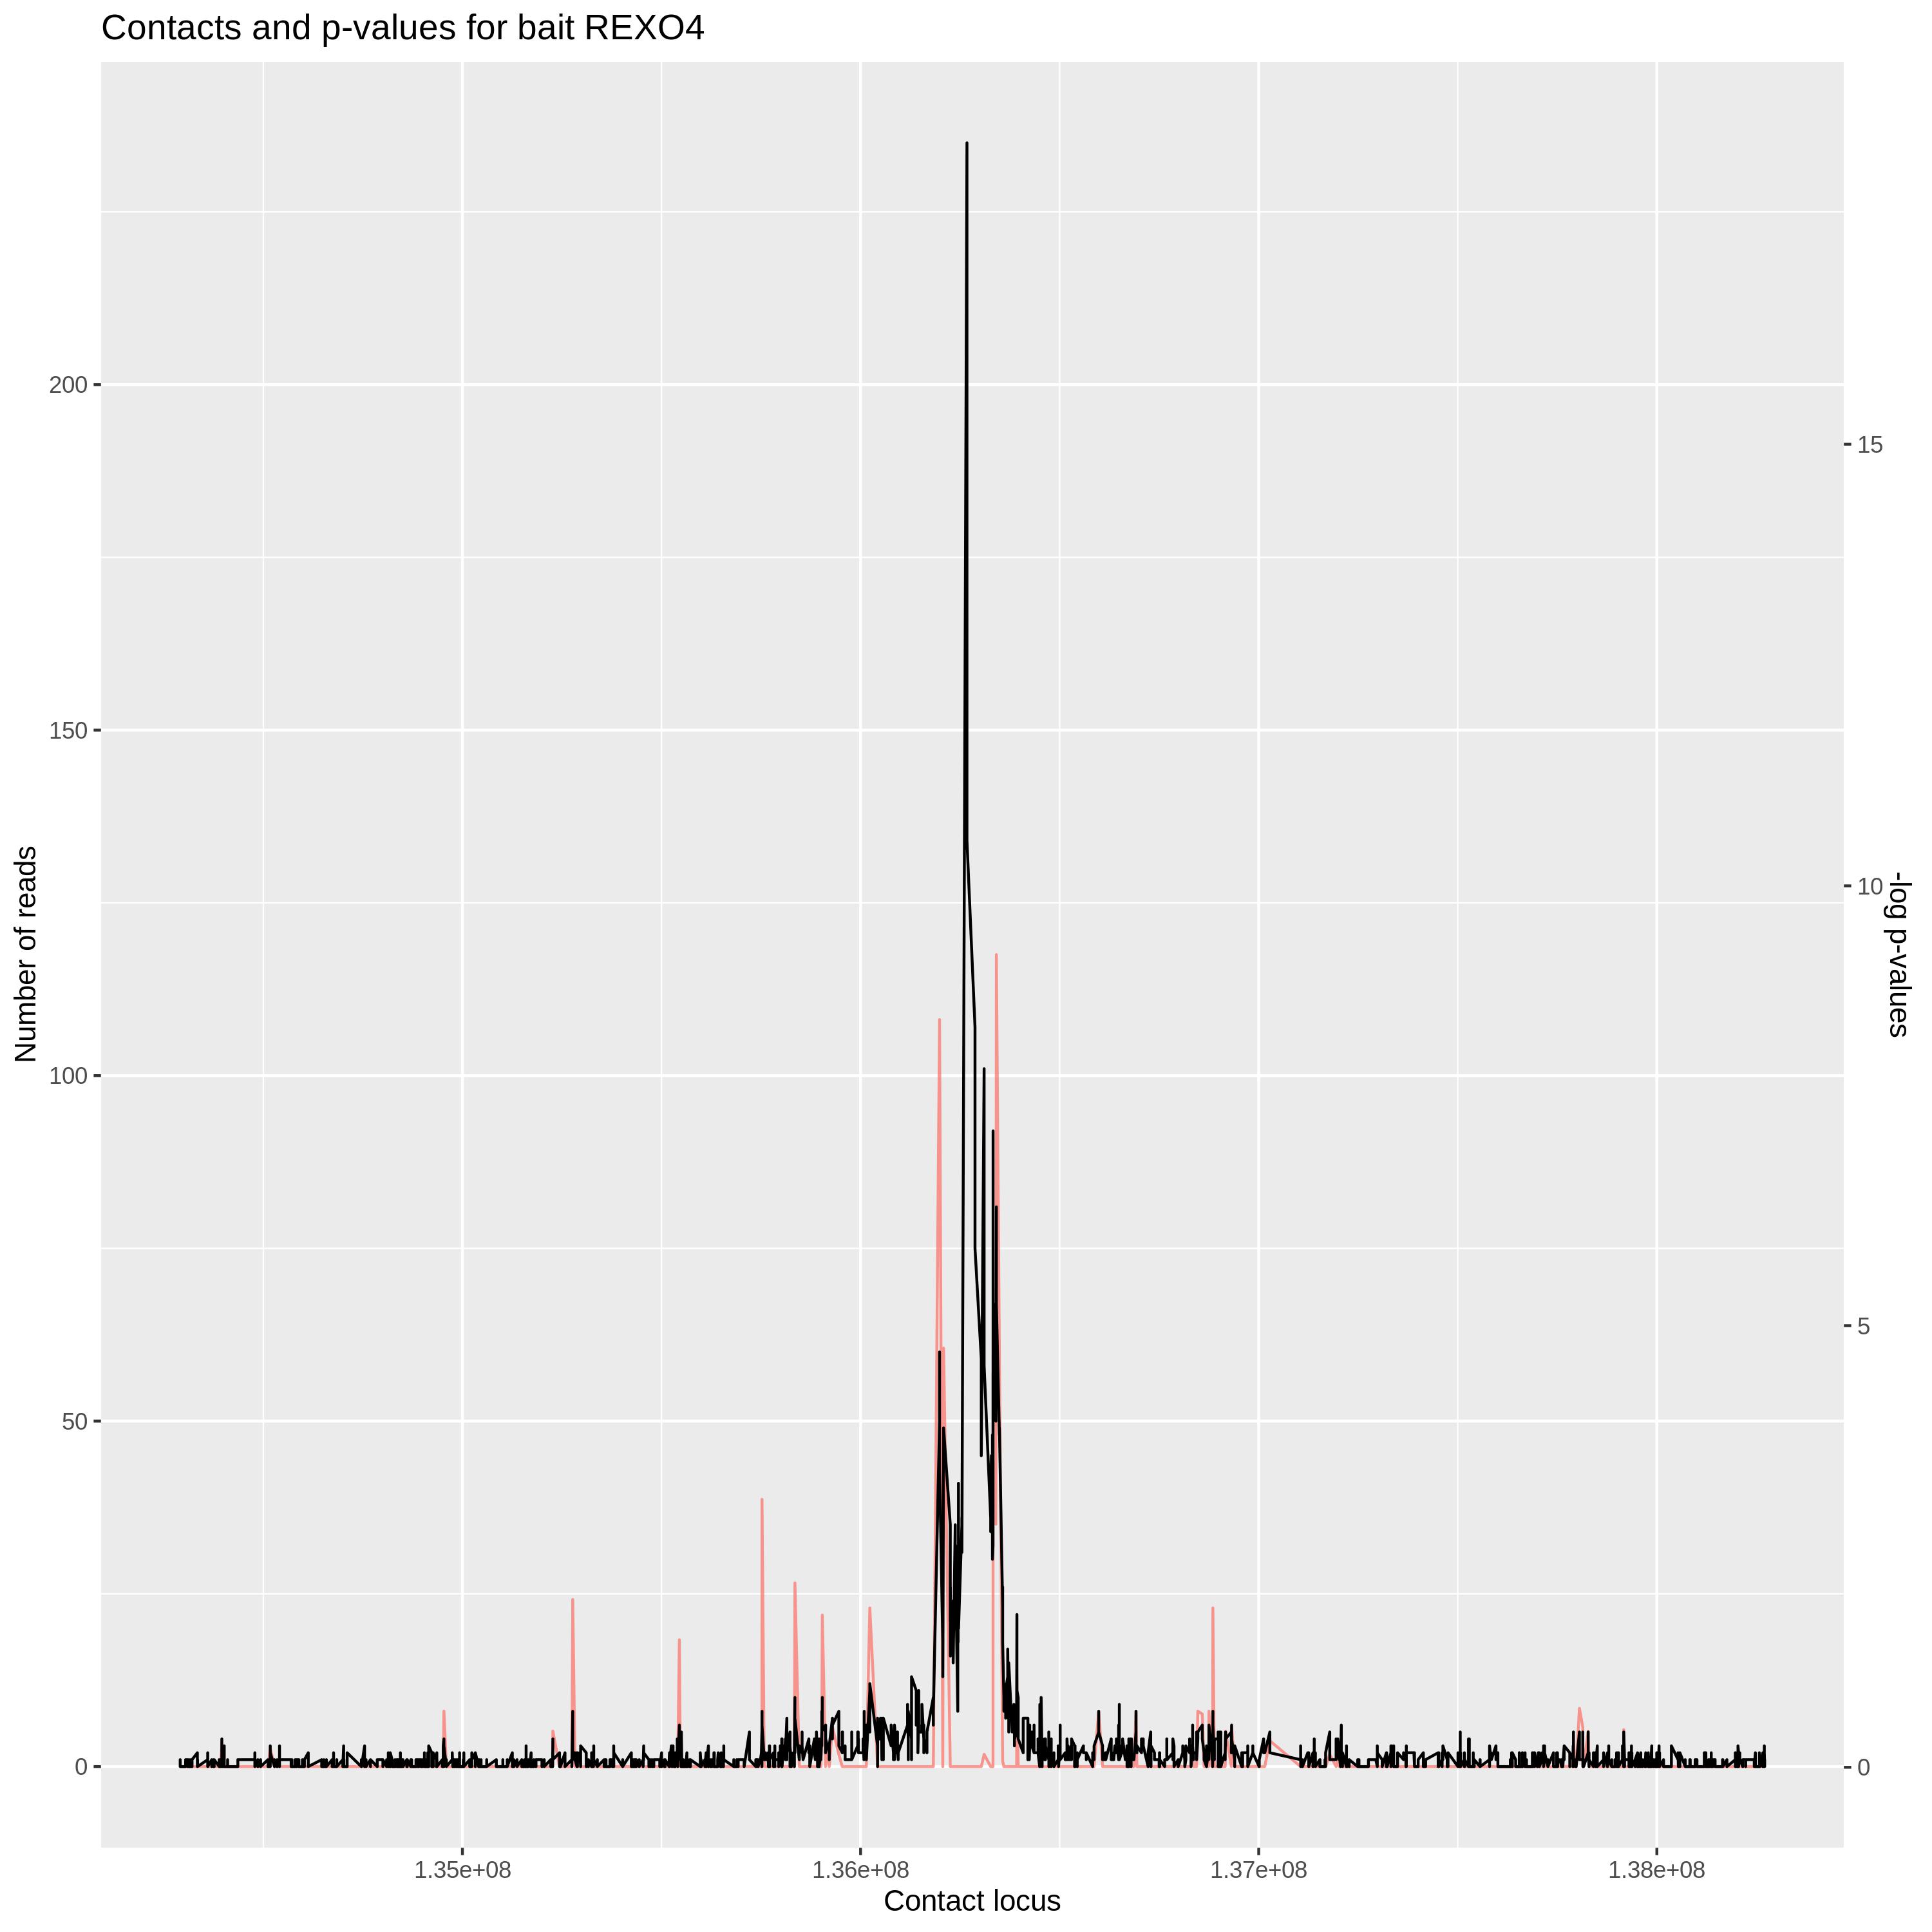 Contacts and p-values for bait REXO4
200
150
100
50
0
Number of reads
15
10
5
0
-log p-values
1.35e+08
1.36e+08
1.37e+08
1.38e+08
Contact locus